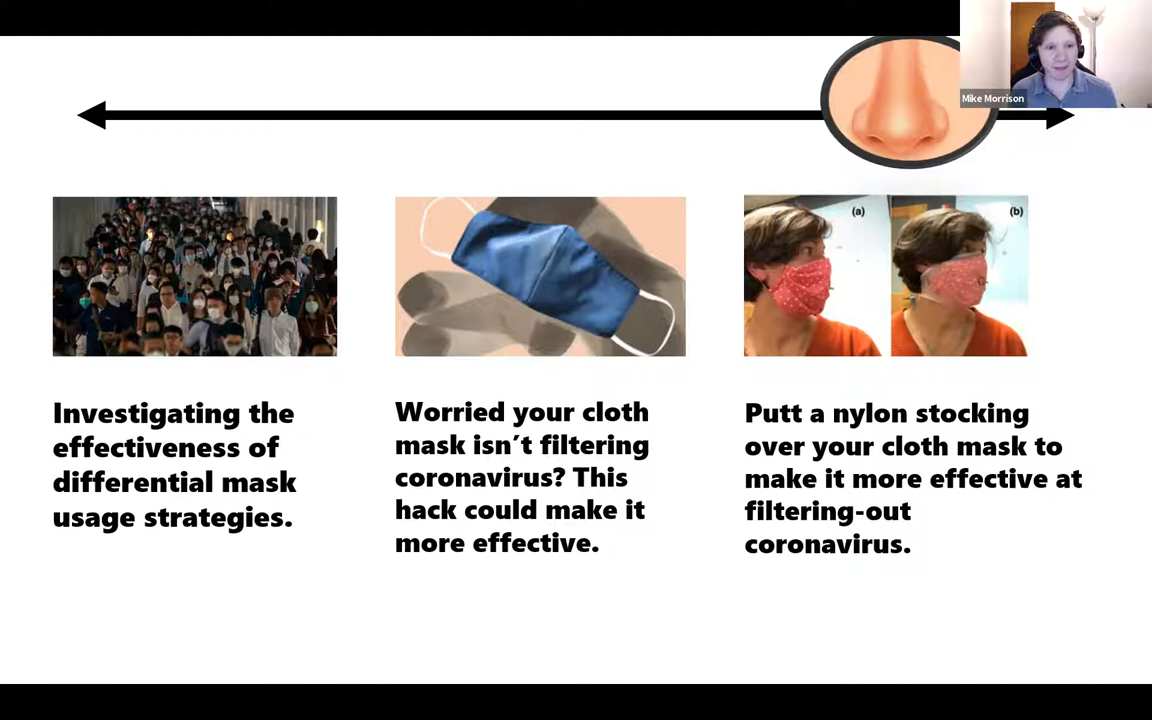 Mike Morrison
(a)
(b)
Investigating the
effectiveness of
differential mask
usage strategies.
Worried your cloth
mask isn’t filtering
coronavirus? This
hack could make it
more effective.
Putt a nylon stocking
over your cloth mask to
make it more effective at
filtering-out
coronavirus.